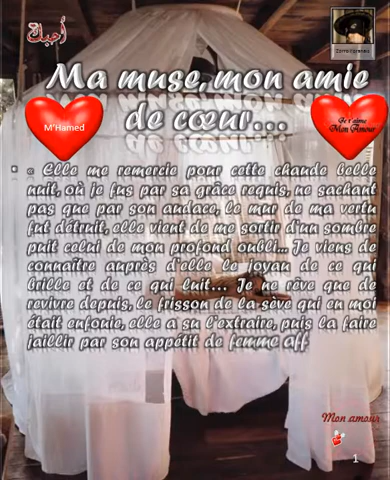 أحبك
Ma muse, mon amie
de cœur...
M'Hamed
Je t'aime
Mon Amour
• « Elle me remercie pour cette chaude belle
nuit, où je fus par sa grâce requis, ne sachant
pas que par son audace, le mur de ma vertu
fut détruit, elle vient de me sortir d'un sombre
puit celui de mon profond oubli... Je viens de
connaître auprès d'elle le joyau de ce qui
brille et de ce qui luit... Je ne rêve que de
revivre depuis, le frisson de la sève qui en moi
était enfouie, elle a su l'extraire, puis la faire
jaillir par son appétit de femme aff
Mon amour
1